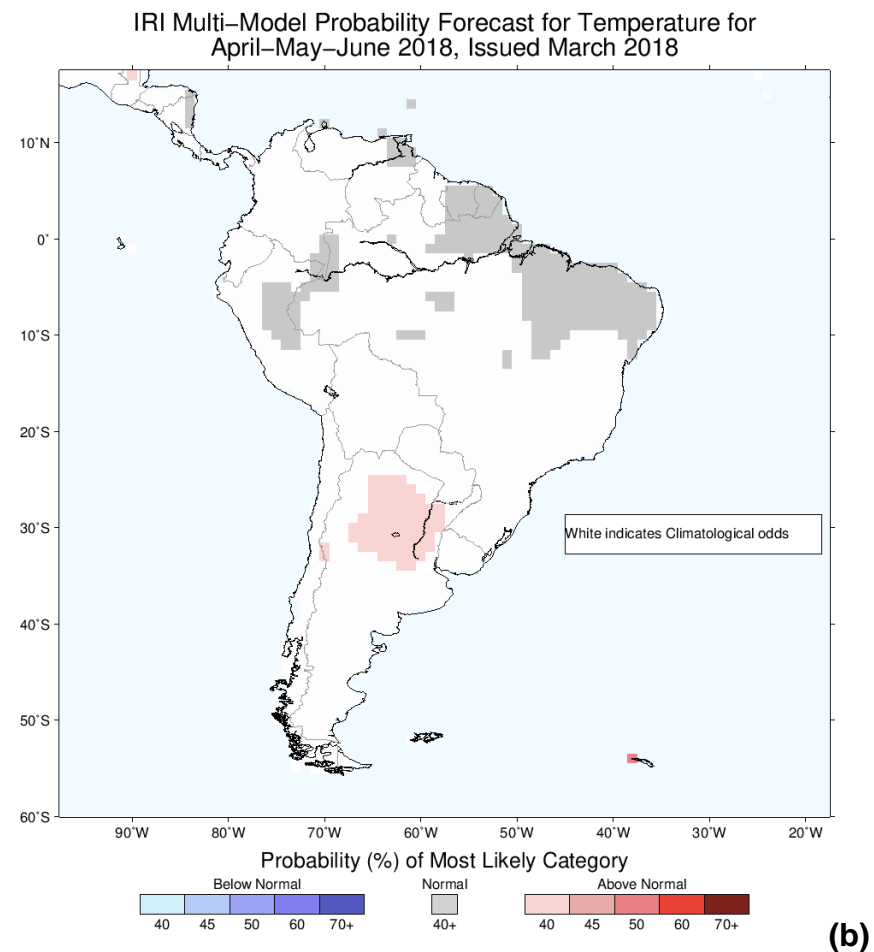 IRI Multi−Model Probability Forecast for Temperature for
April−May−June 2018, Issued March 2018
10˚N
0˚
10˚S
20˚S
30˚S
White indicates Climatological odds
40˚S
50˚S
60˚S
90˚W 80˚W 70˚W 60˚W 50˚W 40˚W 30˚W 20˚W
Probability (%) of Most Likely Category
Below Normal Normal Above Normal
40 45 50 60 70+ 40+ 40 45 50 60 70+
(b)